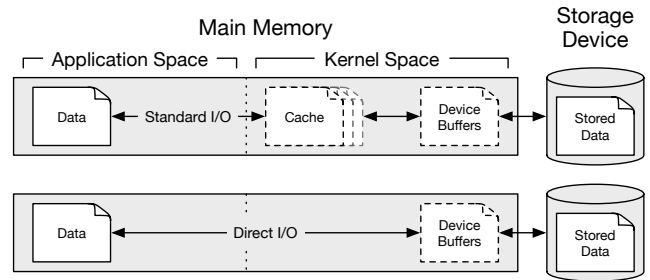 Main Memory
Storage
Device
Application Space
Kernel Space
Data
Standard I/O
Cache
Device
Buffers
Stored
Data
Data
Direct I/O
Device
Buffers
Stored
Data